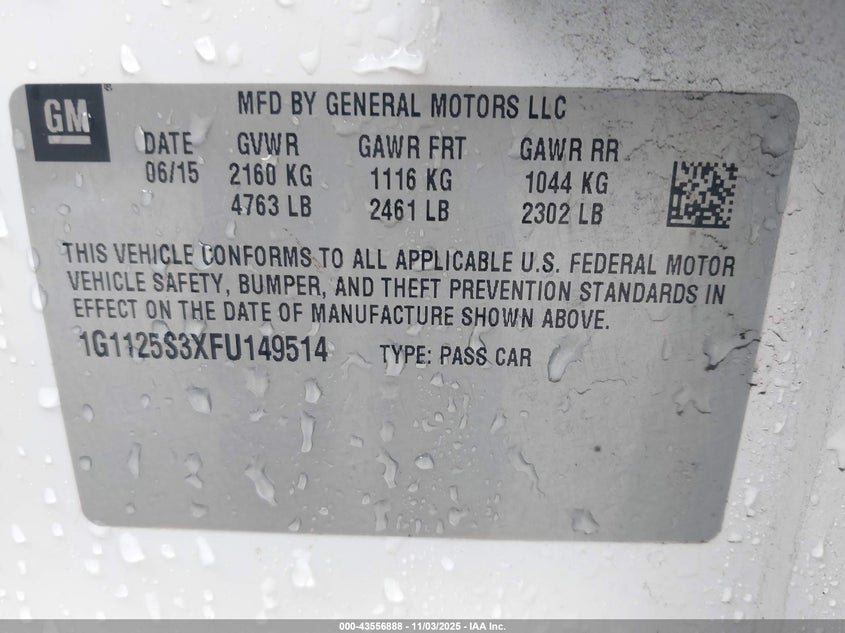 GM
MFD BY GENERAL MOTORS LLC
DATE GVWR GAWR FRT GAWR RR
06/15 2160 KG 1116 KG 1044 KG
4763 LB 2461 LB 2302 LB
THIS VEHICLE CONFORMS TO ALL APPLICABLE U.S. FEDERAL MOTOR
VEHICLE SAFETY, BUMPER, AND THEFT PREVENTION STANDARDS IN
EFFECT ON THE DATE OF MANUFACTURE SHOWN ABOVE.
1G1125S3XFU149514 TYPE: PASS CAR
000-43556888 - 11/03/2025 - IAA Inc.